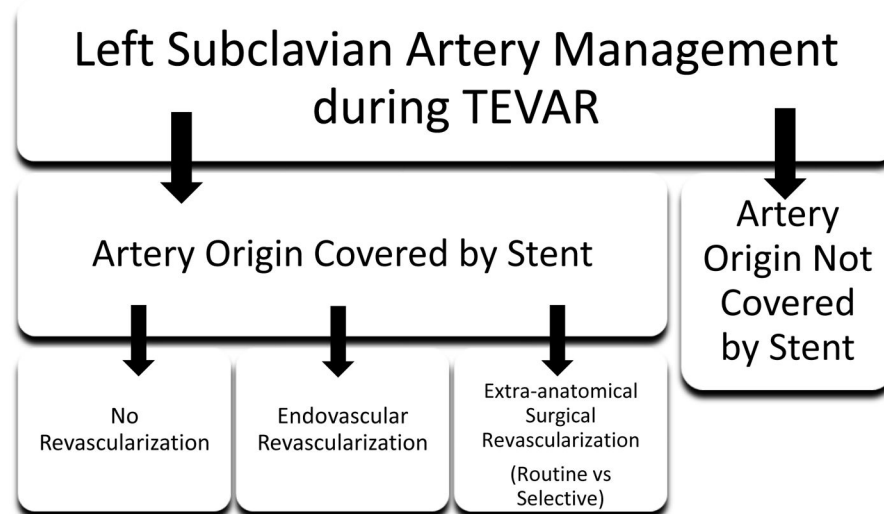 Left Subclavian Artery Management
during TEVAR
Artery Origin Covered by Stent
Artery
Origin Not
Covered
by Stent
No
Revascularization
Endovascular
Revascularization
Extra-anatomical
Surgical
Revascularization
(Routine vs
Selective)